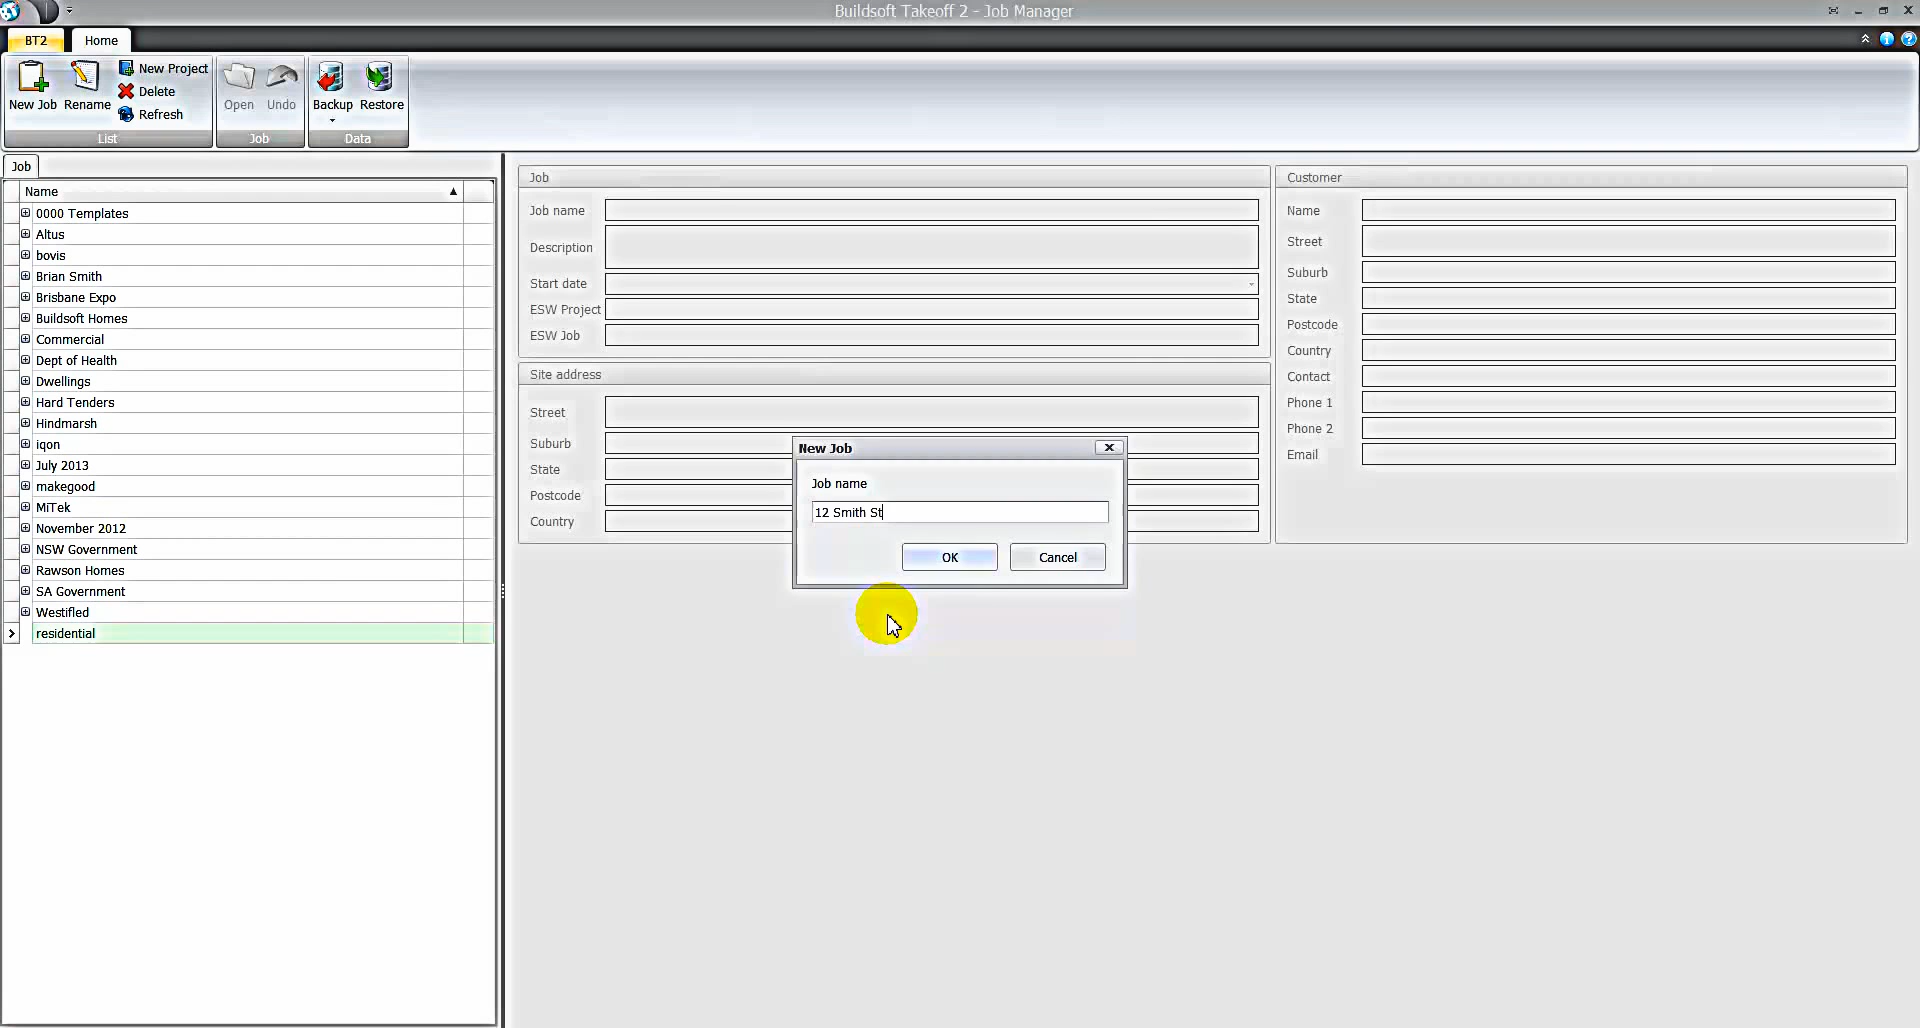 Buildsoft Takeoff 2 - Job Manager
BT2
Home
New Job
Rename
New Project
Delete
Refresh
List
Open
Undo
Job
Backup
Restore
Data
Job
Name
0000 Templates
Altus
bovis
Brian Smith
Brisbane Expo
Buildsoft Homes
Commercial
Dept of Health
Dwellings
Hard Tenders
Hindmarsh
iqon
July 2013
makegood
MiTek
November 2012
NSW Government
Rawson Homes
SA Government
Westifled
residential
Job
Job name
Description
Start date
ESW Project
ESW Job
Site address
Street
Suburb
State
Postcode
Country
Customer
Name
Street
Suburb
State
Postcode
Country
Contact
Phone 1
Phone 2
Email
New Job
Job name
12 Smith St
OK
Cancel